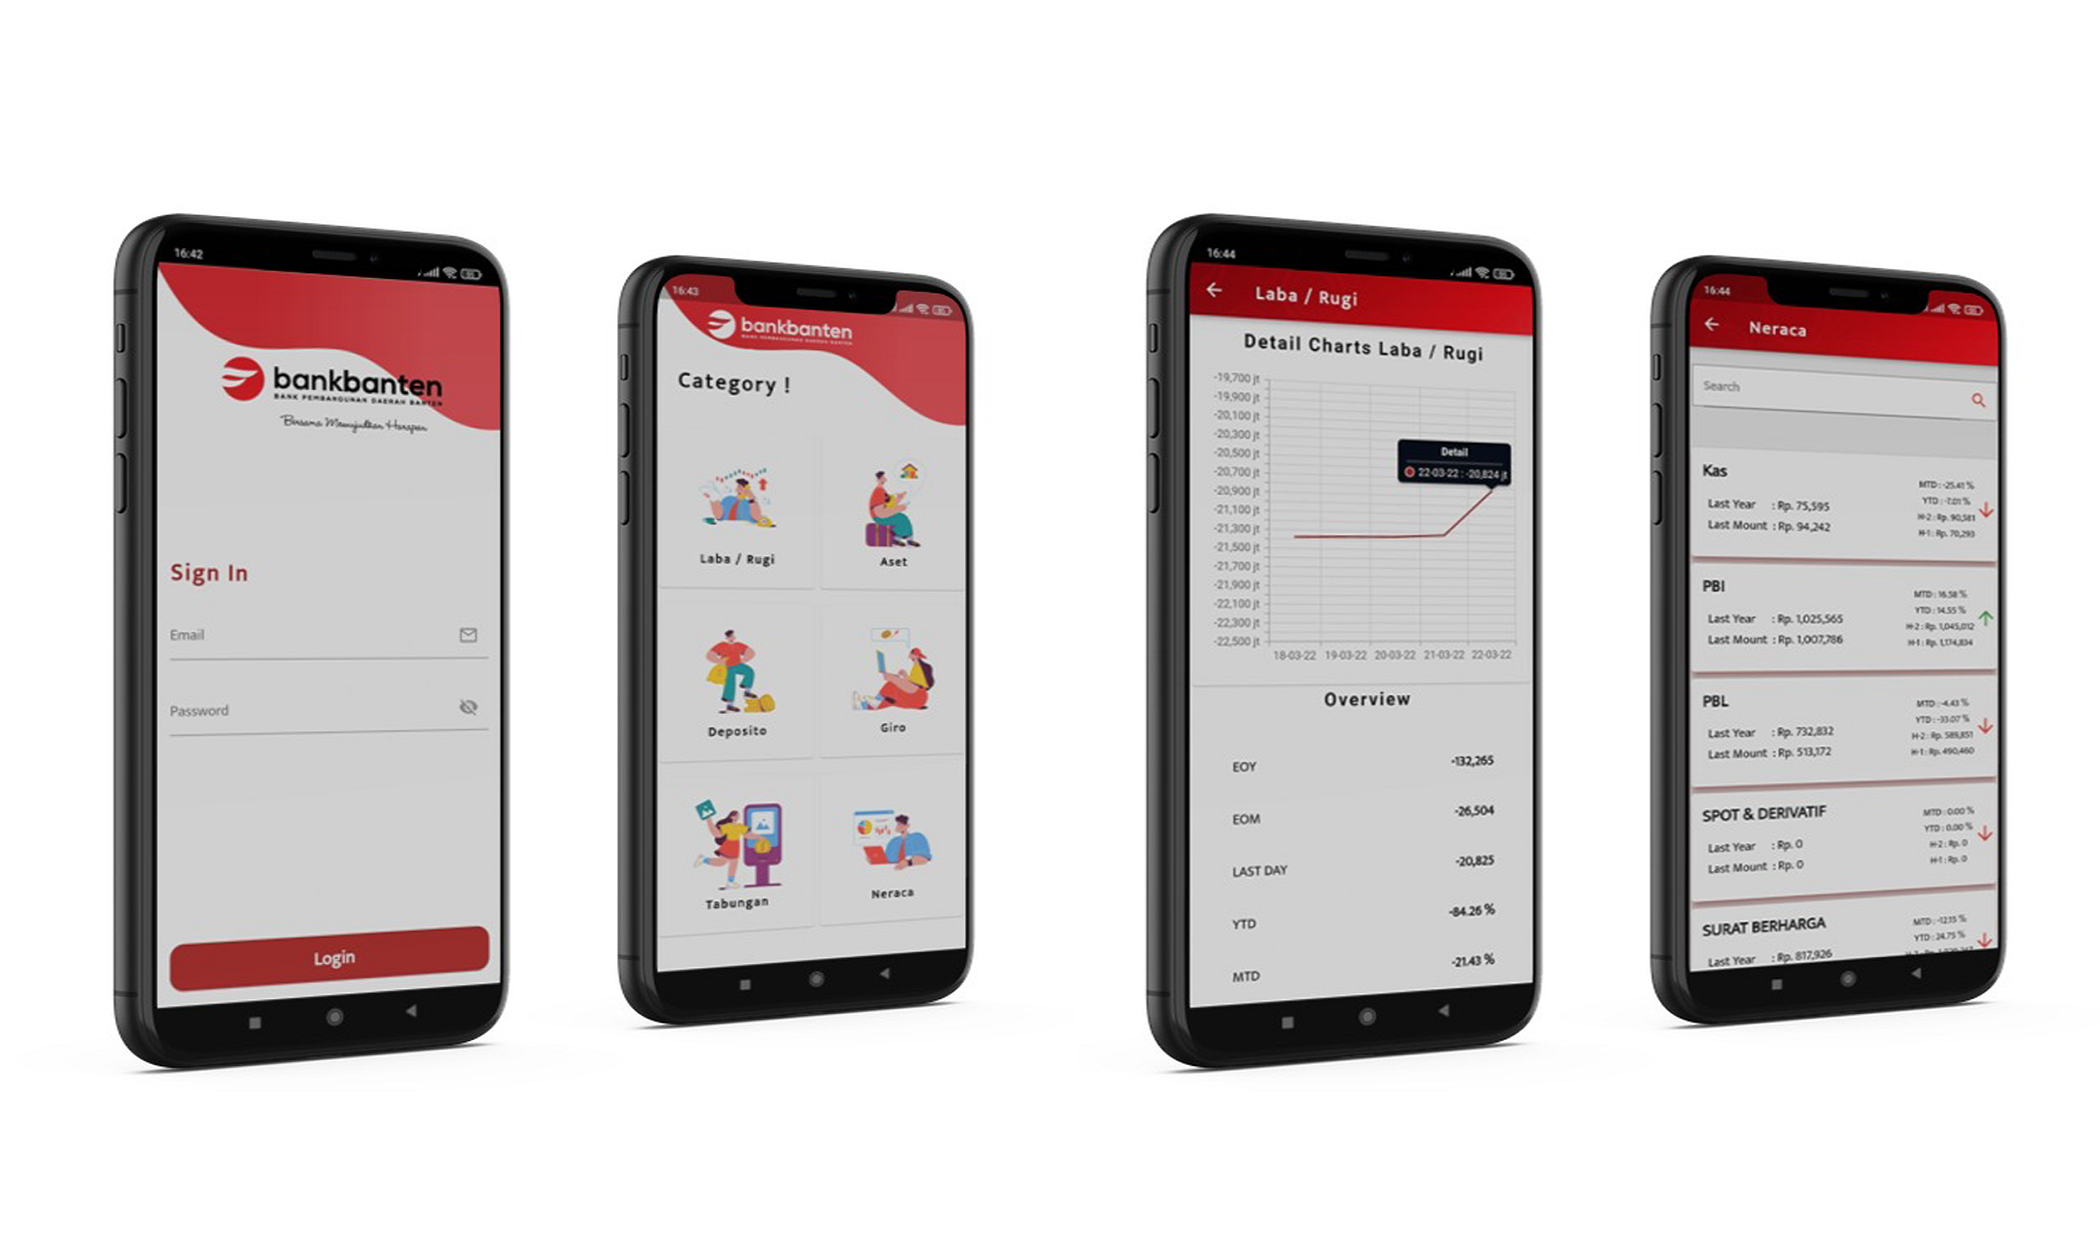 16:42
bankbanten
BANK PEMBANGUNAN DAERAH BANTEN
Bersama Mewujudkan Harapan
Sign In
Email
Password
Login
16:43
bankbanten
BANK PEMBANGUNAN DAERAH BANTEN
Category !
Laba / Rugi
Aset
Deposito
Giro
Tabungan
Neraca
16:44
Laba / Rugi
Detail Charts Laba / Rugi
-19,700 jt
-19,900 jt
-20,100 jt
-20,300 jt
-20,500 jt
-20,700 jt
-20,900 jt
-21,100 jt
-21,300 jt
-21,500 jt
-21,700 jt
-21,900 jt
-22,100 jt
-22,300 jt
-22,500 jt
Detail
22-03-22 : -20,824 jt
18-03-22 19-03-22 20-03-22 21-03-22 22-03-22
Overview
EOY -132,265
EOM -26,504
LAST DAY -20,825
YTD -84.26 %
MTD -21.43 %
16:44
Neraca
Search
Kas
Last Year : Rp. 75,595
Last Mount : Rp. 94,242
MTD : -25.41 %
YTD : -7.01 %
H-2 : Rp. 90,581
H-1 : Rp. 70,293
PBI
Last Year : Rp. 1,025,565
Last Mount : Rp. 1,007,786
MTD : 16.58 %
YTD : 14.55 %
H-2 : Rp. 1,045,012
H-1 : Rp. 1,174,834
PBL
Last Year : Rp. 732,832
Last Mount : Rp. 513,172
MTD : -4.43 %
YTD : -33.07 %
H-2 : Rp. 589,851
H-1 : Rp. 490,460
SPOT & DERIVATIF
Last Year : Rp. 0
Last Mount : Rp. 0
MTD : 0.00 %
YTD : 0.00 %
H-2 : Rp. 0
H-1 : Rp. 0
SURAT BERHARGA
Last Year : Rp. 817,926
MTD : -12.15 %
YTD : 24.75 %